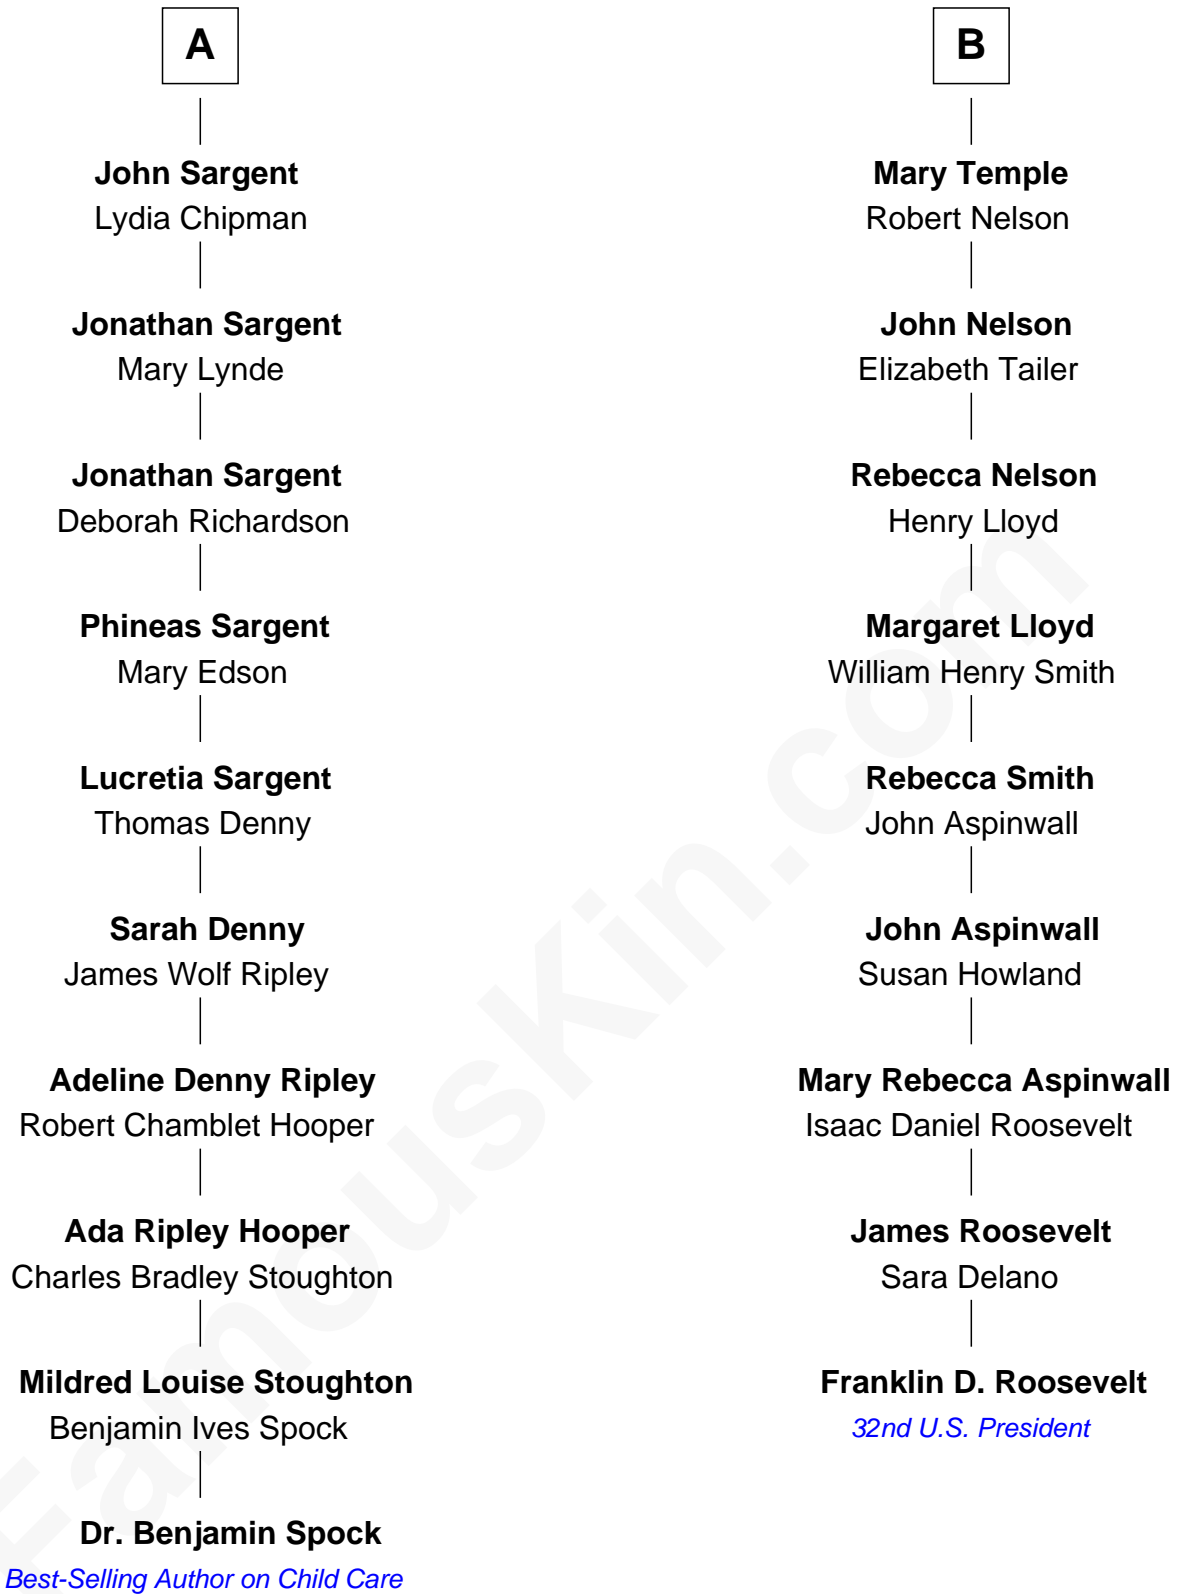 A
John Sargent
Lydia Chipman
Jonathan Sargent
Mary Lynde
Jonathan Sargent
Deborah Richardson
Phineas Sargent
Mary Edson
Lucretia Sargent
Thomas Denny
Sarah Denny
James Wolf Ripley
Adeline Denny Ripley
Robert Chamblet Hooper
Ada Ripley Hooper
Charles Bradley Stoughton
Mildred Louise Stoughton
Benjamin Ives Spock
Dr. Benjamin Spock
Best-Selling Author on Child Care
B
Mary Temple
Robert Nelson
John Nelson
Elizabeth Tailer
Rebecca Nelson
Henry Lloyd
Margaret Lloyd
William Henry Smith
Rebecca Smith
John Aspinwall
John Aspinwall
Susan Howland
Mary Rebecca Aspinwall
Isaac Daniel Roosevelt
James Roosevelt
Sara Delano
Franklin D. Roosevelt
32nd U.S. President
FamousKin.com